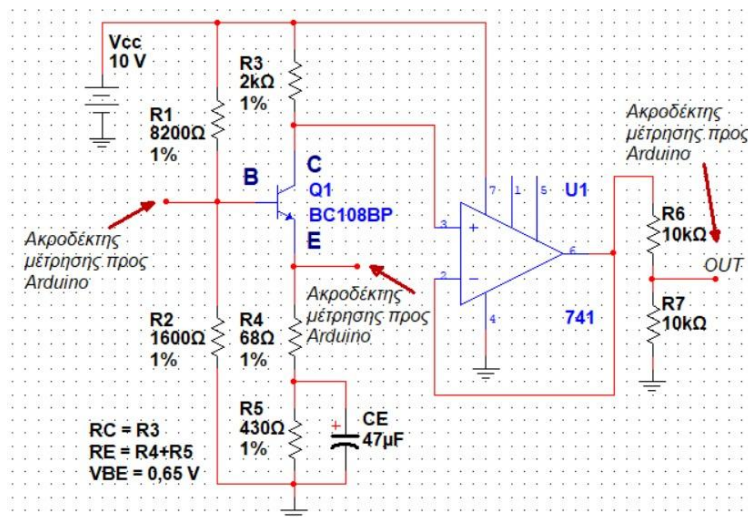 Vcc
10 V
R3
2kΩ
1%
R1
8200Ω
1%
Ακροδέκτης
μέτρησης προς
Arduino
B
C
Q1
BC108BP
E
7
1
5
U1
3
+
2
−
6
4
741
R6
10kΩ
OUT
R7
10kΩ
Ακροδέκτης
μέτρησης προς
Arduino
Ακροδέκτης
μέτρησης προς
Arduino
R2
1600Ω
1%
R4
68Ω
1%
R5
430Ω
1%
+
CE
47μF
RC = R3
RE = R4+R5
VBE = 0,65 V